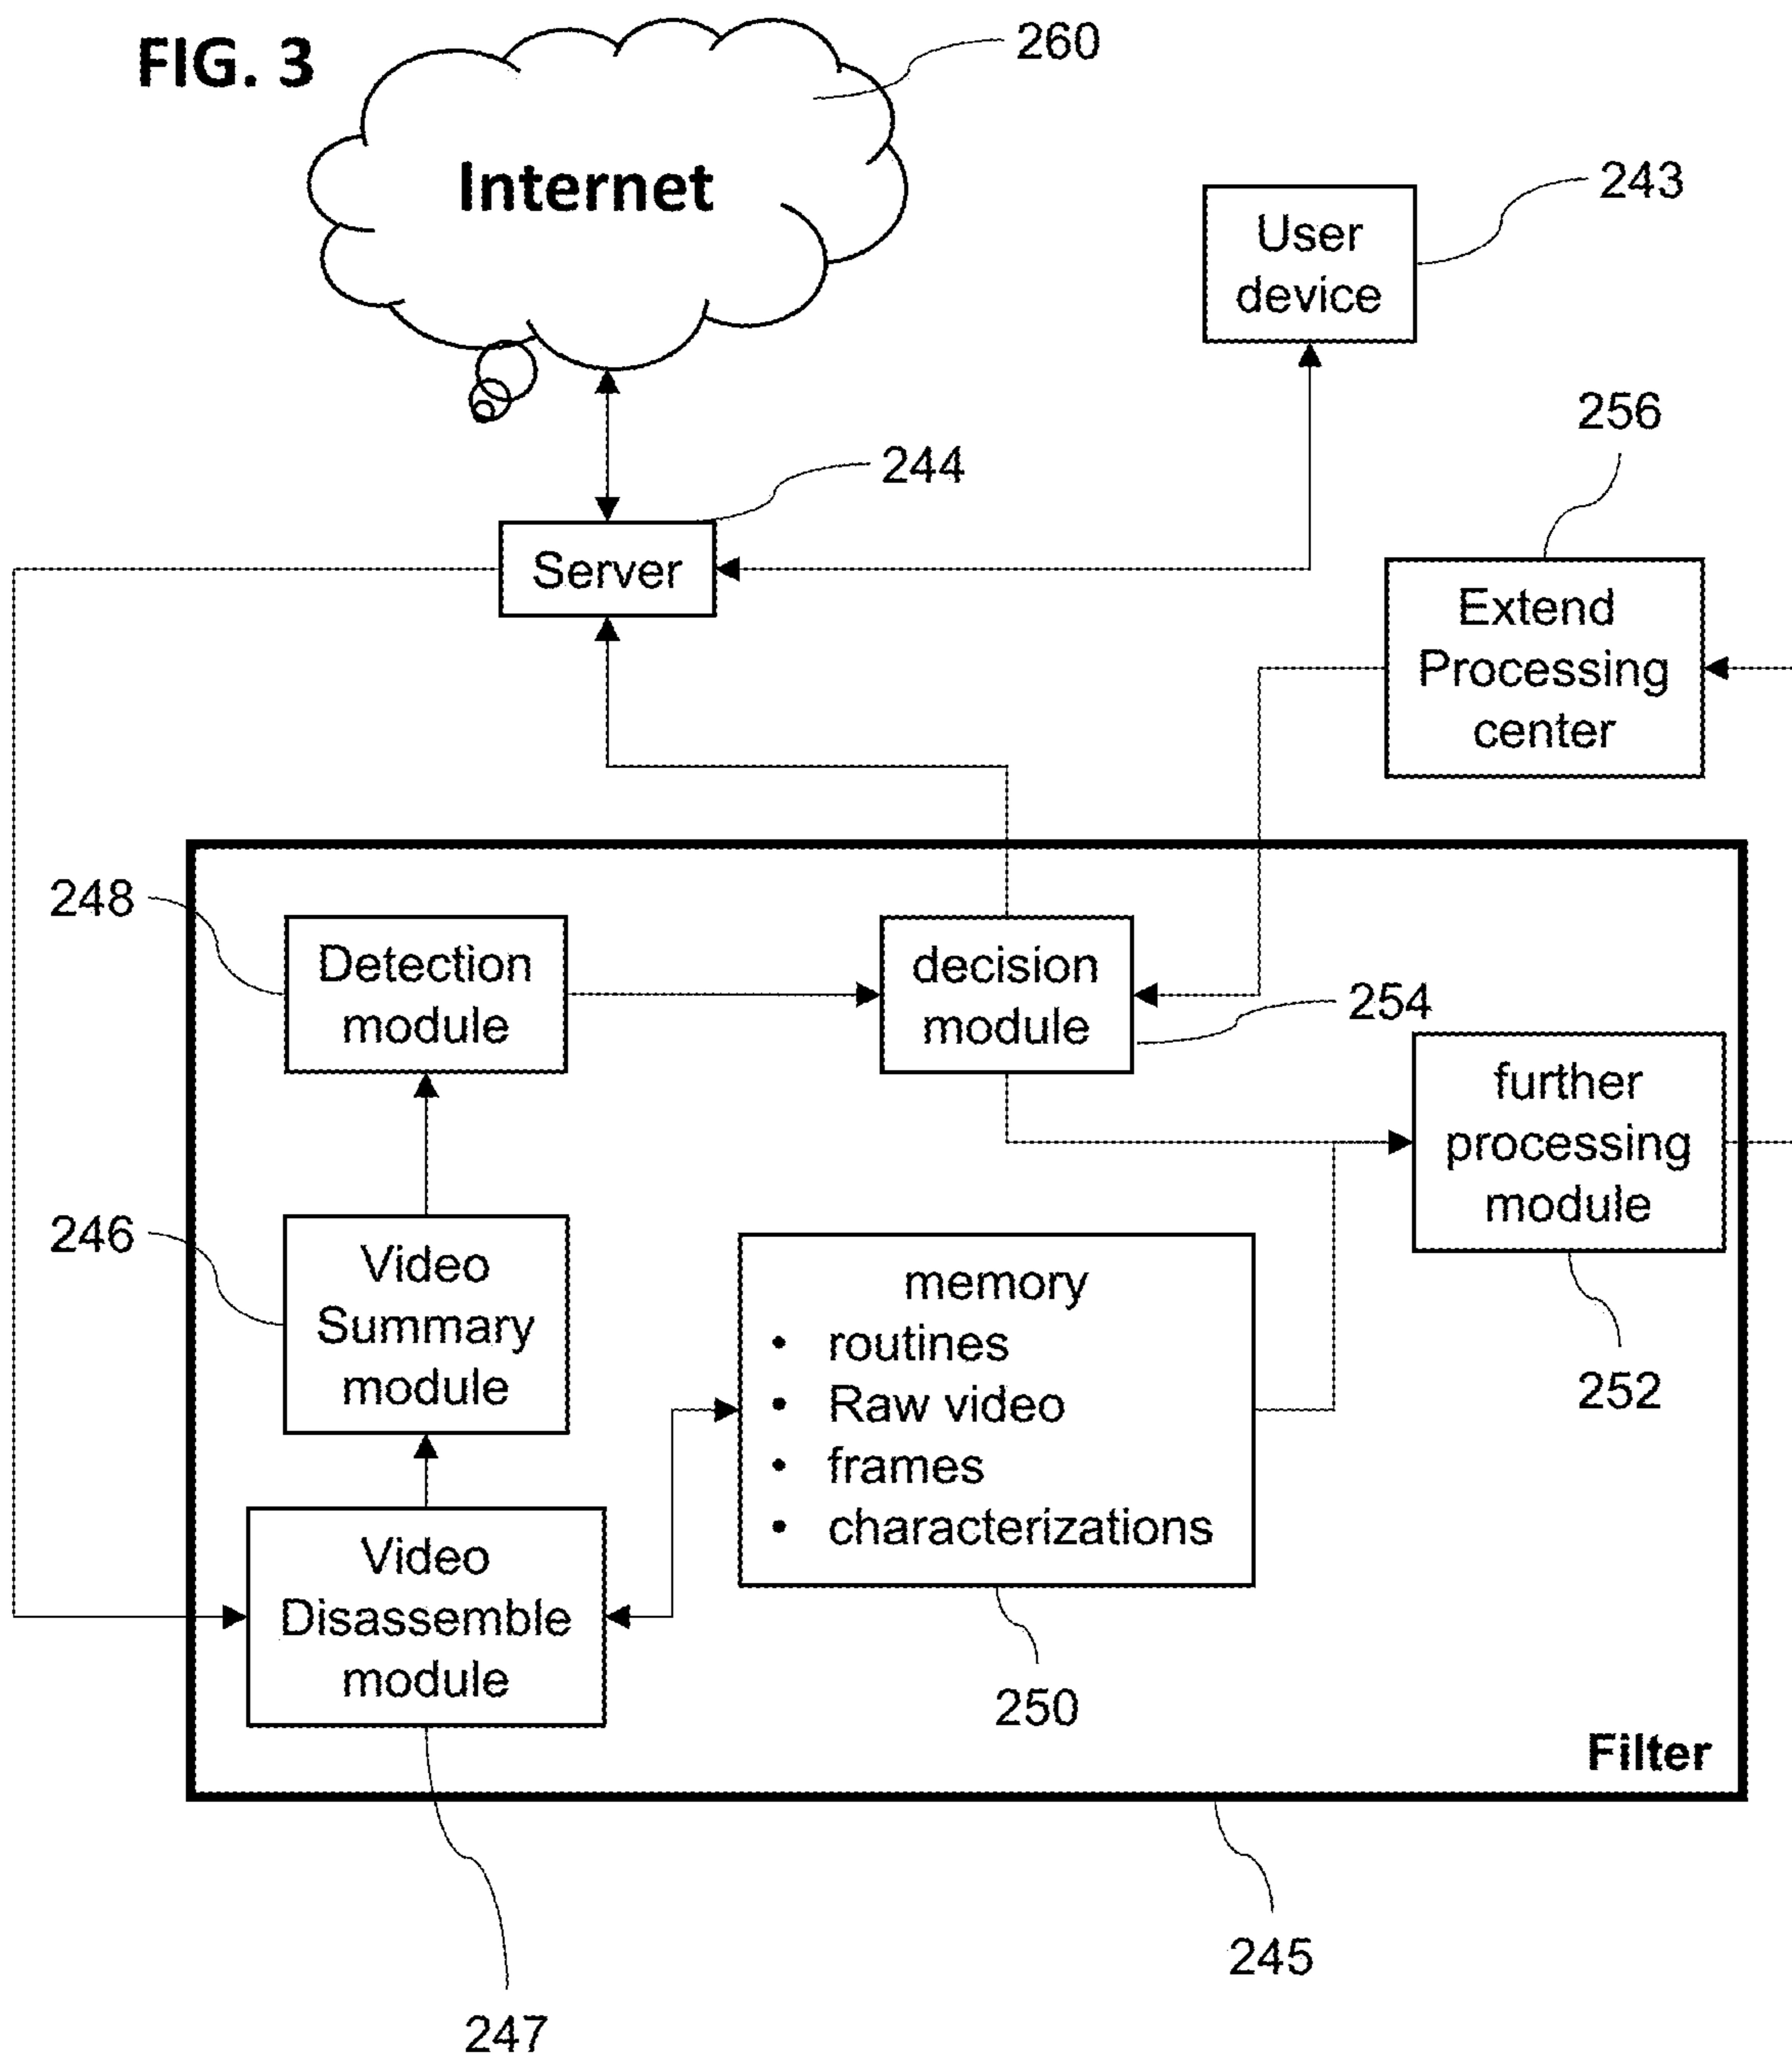 FIG. 3
260
Internet
243
User
device
256
244
Server
Extend
Processing
center
248
Detection
module
decision
module
254
further
processing
module
246
Video
Summary
module
memory
• routines
• Raw video
• frames
• characterizations
252
Video
Disassemble
module
250
Filter
245
247